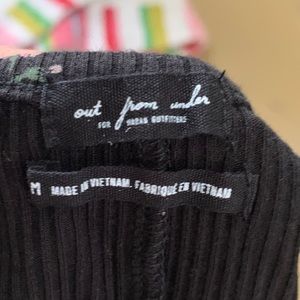 out from under
FOR URBAN OUTFITTERS
M MADE IN VIETNAM. FABRIQUÉ EN VIETNAM